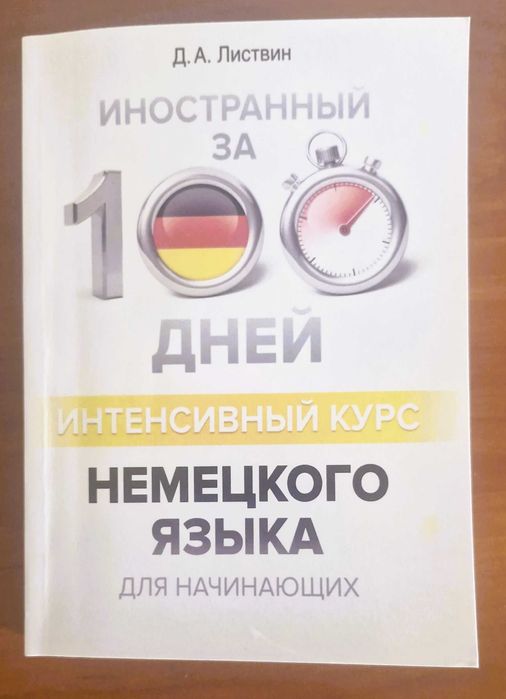 Д. А. Листвин
ИНОСТРАННЫЙ
ЗА
100
ДНЕЙ
ИНТЕНСИВНЫЙ КУРС
НЕМЕЦКОГО
ЯЗЫКА
ДЛЯ НАЧИНАЮЩИХ